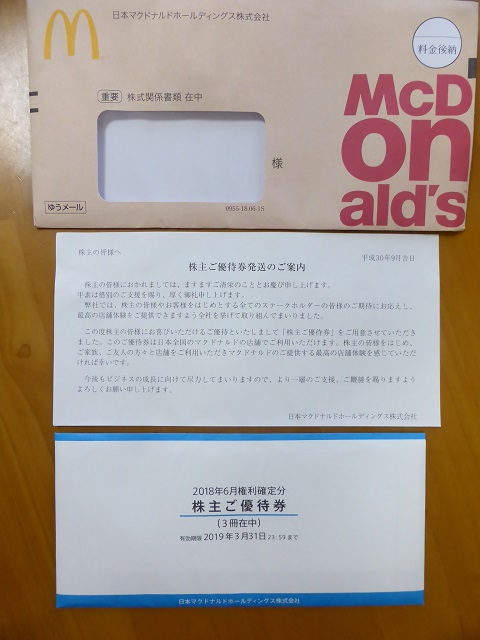 日本マクドナルドホールディングス株式会社
料金後納
重要 株式関係書類 在中
McD
on
ald's
様
ゆうメール
0955-18.06-15
株主の皆様へ
平成30年9月吉日
株主ご優待券発送のご案内
株主の皆様におかれましては、ますますご清栄のこととお慶び申し上げます。
平素は格別のご支援を賜り、厚く御礼申し上げます。
弊社では、株主の皆様やお客様をはじめとする全てのステークホルダーの皆様のご期待にお応えし、
最高の店舗体験をご提供できますよう全社を挙げて取り組んでまいりました。
この度株主の皆様にお喜びいただけるご優待といたしまして「株主ご優待券」をご用意させていただき
ました。このご優待券は日本全国のマクドナルドの店舗でご利用いただけます。株主の皆様をはじめ、
ご家族、ご友人の方々と店舗をご利用いただきマクドナルドのご提供する最高の店舗体験を感じていただ
ければ幸いです。
今後もビジネスの成長に向けて尽力してまいりますので、より一層のご支援、ご鞭撻を賜りますよう
よろしくお願い申し上げます。
日本マクドナルドホールディングス株式会社
2018年6月権利確定分
株主ご優待券
(3冊在中)
有効期限 2019年3月31日 23:59まで
日本マクドナルドホールディングス株式会社